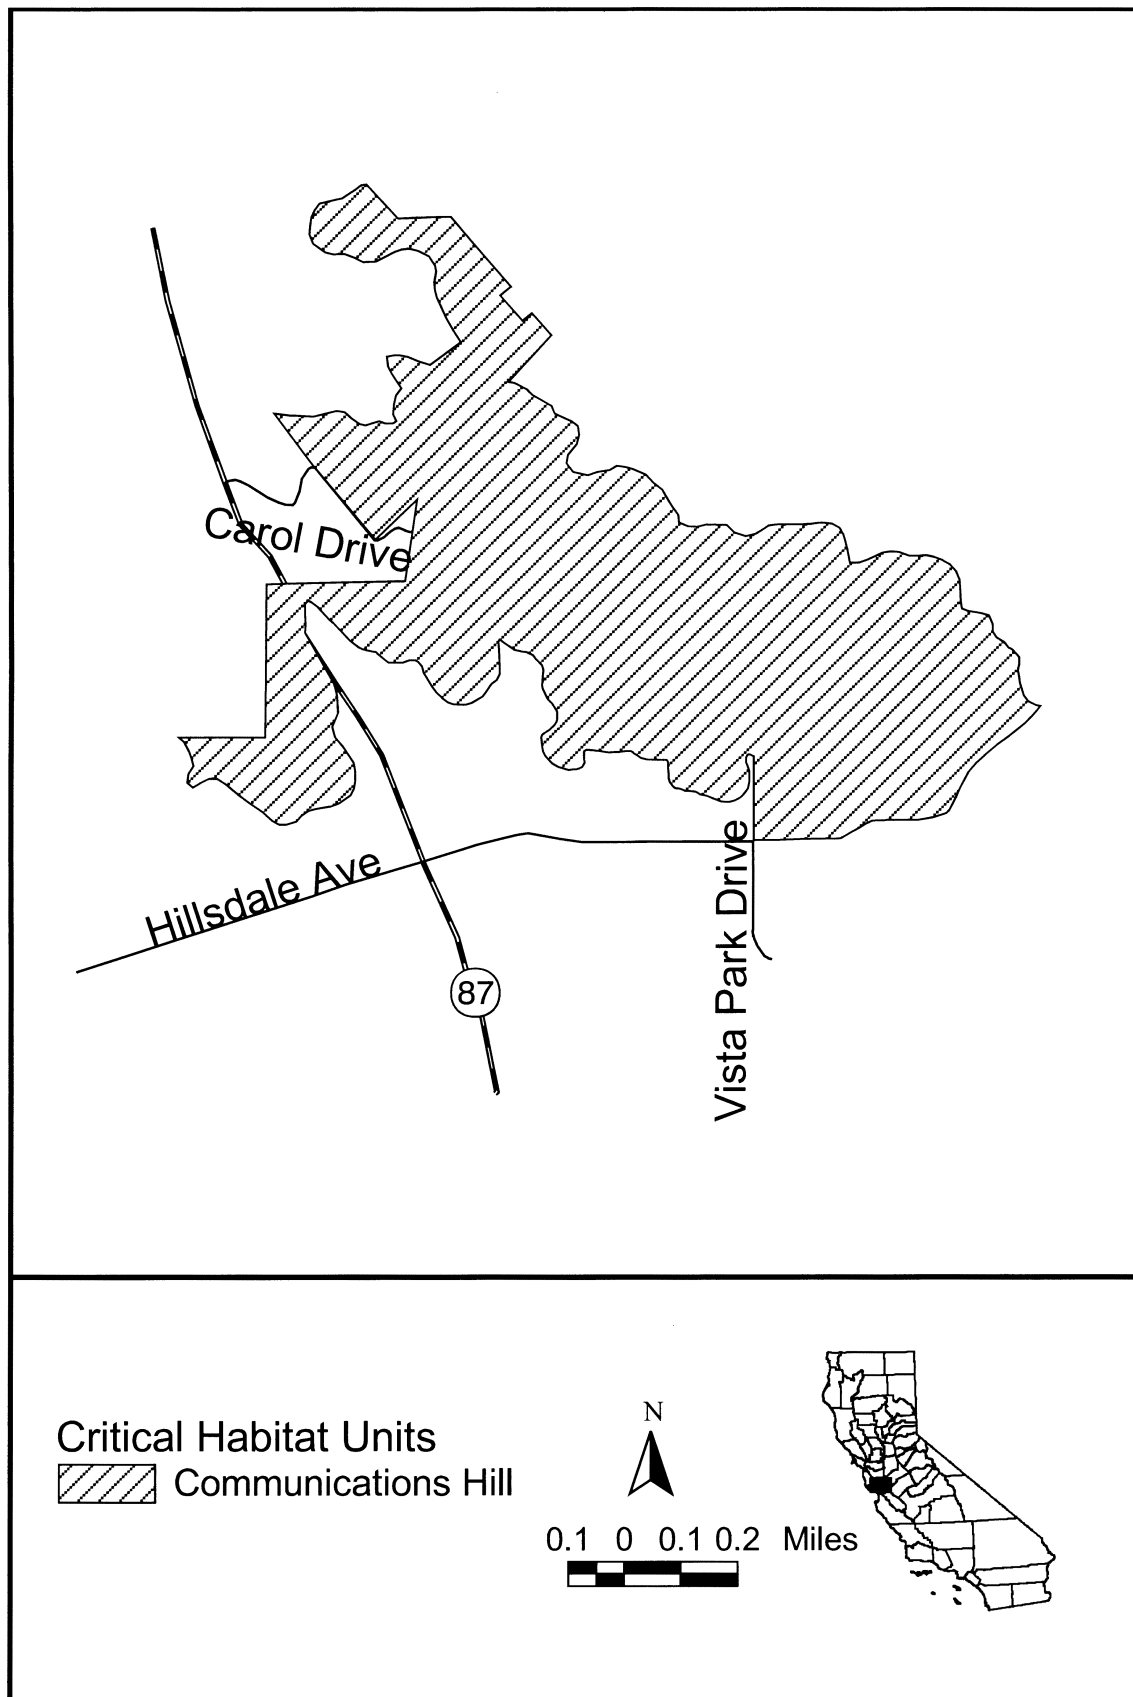 Carol Drive
Hillsdale Ave
87
Vista Park Drive
Critical Habitat Units
Communications Hill
N
0.1 0 0.1 0.2 Miles